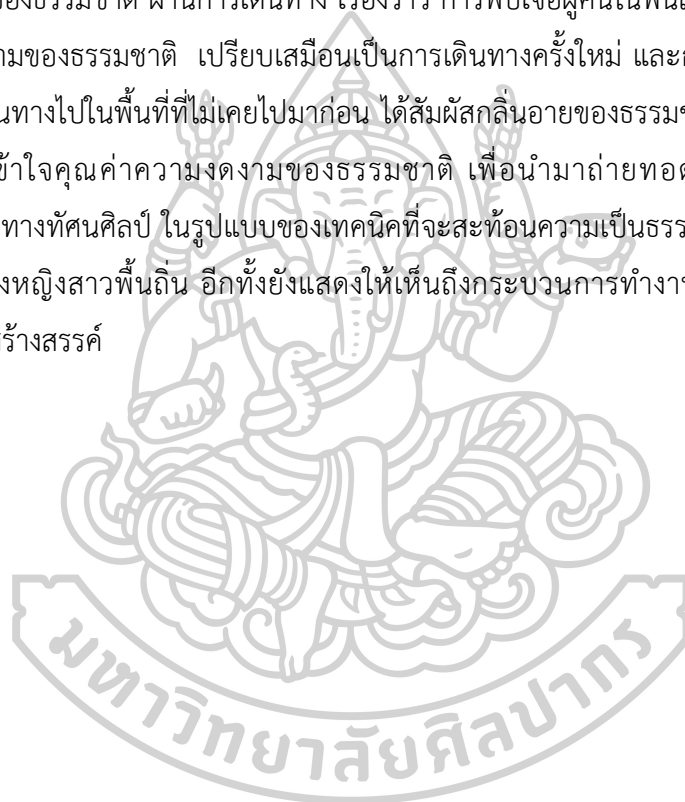 ของธรรมชาติ ผ่านการเดินทาง เรื่องราว การพบเจอผู้คนในพื้นเ
ามของธรรมชาติ เปรียบเสมือนเป็นการเดินทางครั้งใหม่ และก
นทางไปในพื้นที่ที่ไม่เคยไปมาก่อน ได้สัมผัสกลิ่นอายของธรรมช
ข้าใจคุณค่าความงดงามของธรรมชาติ เพื่อนำมาถ่ายทอด
ทางทัศนศิลป์ ในรูปแบบของเทคนิคที่จะสะท้อนความเป็นธรร
งหญิงสาวพื้นถิ่น อีกทั้งยังแสดงให้เห็นถึงกระบวนการทำงา
สร้างสรรค์
มหาวิทยาลัยศิลปากร